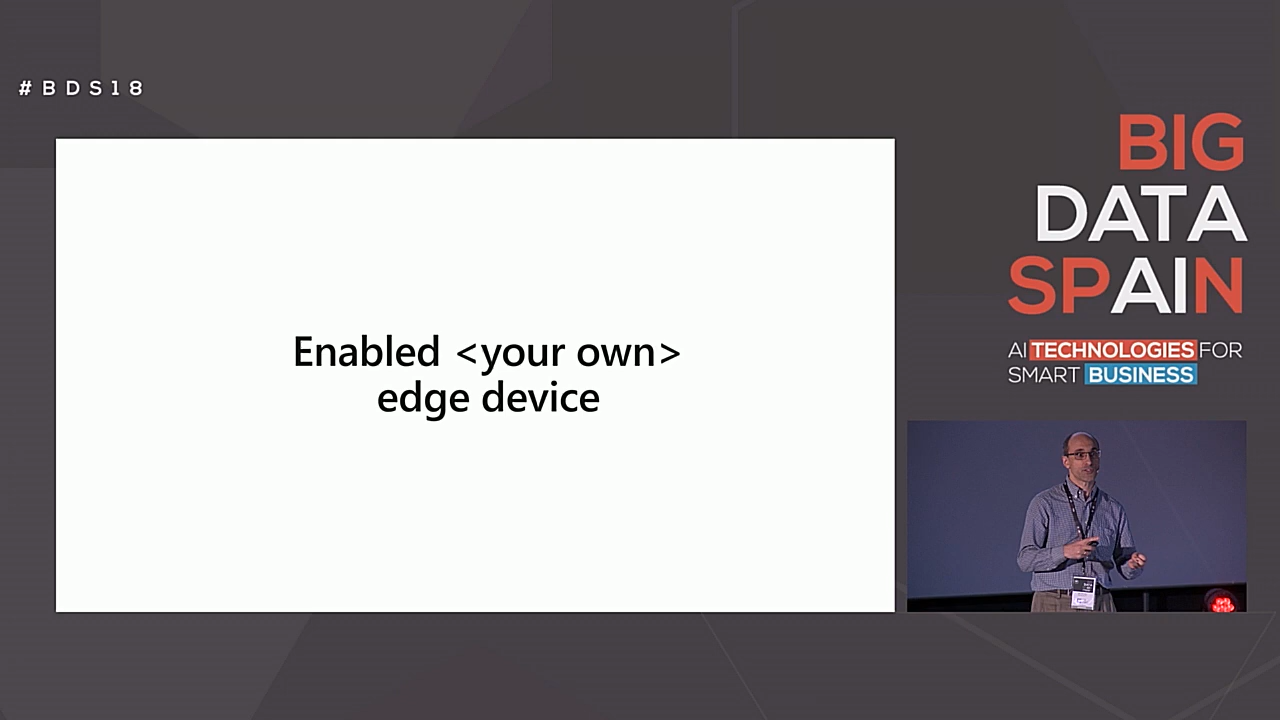 #BDS18
BIG
DATA
SPAIN
AI TECHNOLOGIES FOR
SMART BUSINESS
Enabled <your own>
edge device